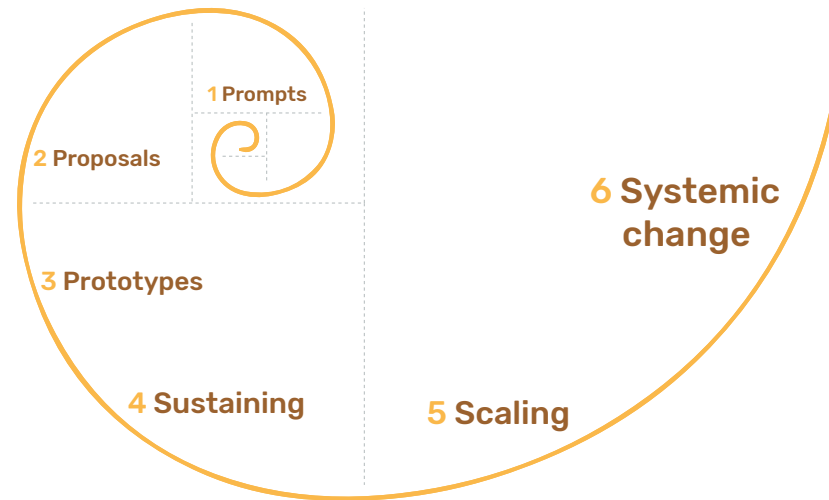 1 Prompts
2 Proposals
3 Prototypes
4 Sustaining
5 Scaling
6 Systemic
change